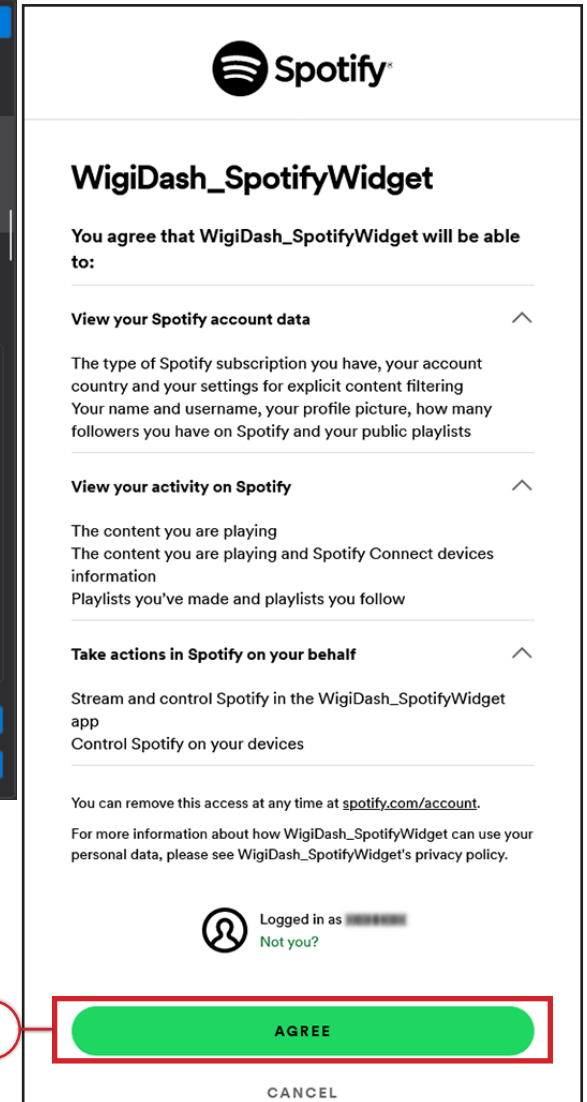 Spotify®
WigiDash_SpotifyWidget
You agree that WigiDash_SpotifyWidget will be able
to:
View your Spotify account data
The type of Spotify subscription you have, your account
country and your settings for explicit content filtering
Your name and username, your profile picture, how many
followers you have on Spotify and your public playlists
View your activity on Spotify
The content you are playing
The content you are playing and Spotify Connect devices
information
Playlists you've made and playlists you follow
Take actions in Spotify on your behalf
Stream and control Spotify in the WigiDash_SpotifyWidget
app
Control Spotify on your devices
You can remove this access at any time at spotify.com/account.
For more information about how WigiDash_SpotifyWidget can use your
personal data, please see WigiDash_SpotifyWidget's privacy policy.
Logged in as
Not you?
AGREE
CANCEL